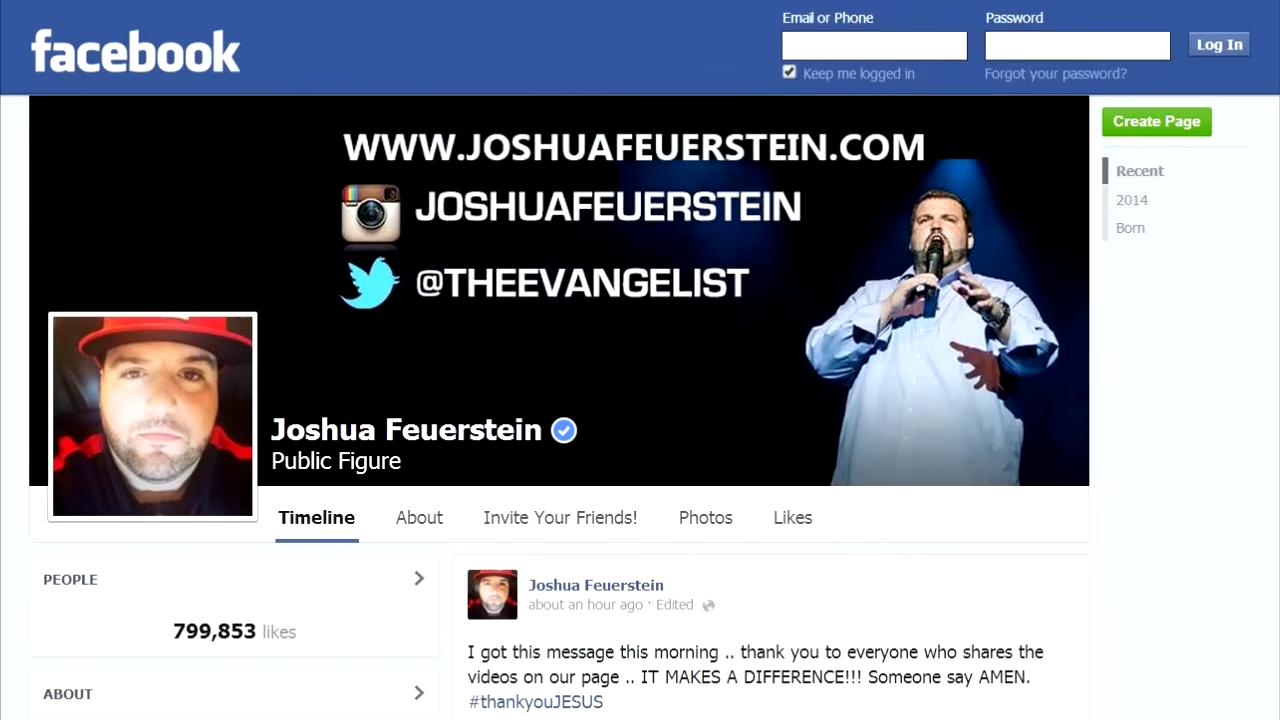 facebook
Email or Phone
Password
Log In
Keep me logged in
Forgot your password?
WWW.JOSHUAFEUERSTEIN.COM
JOSHUAFEUERSTEIN
@THEEVANGELIST
Create Page
Recent
2014
Born
Joshua Feuerstein
Public Figure
Timeline
About
Invite Your Friends!
Photos
Likes
PEOPLE
799,853 likes
ABOUT
Joshua Feuerstein
about an hour ago · Edited
I got this message this morning .. thank you to everyone who shares the
videos on our page .. IT MAKES A DIFFERENCE!!! Someone say AMEN.
#thankyouJESUS